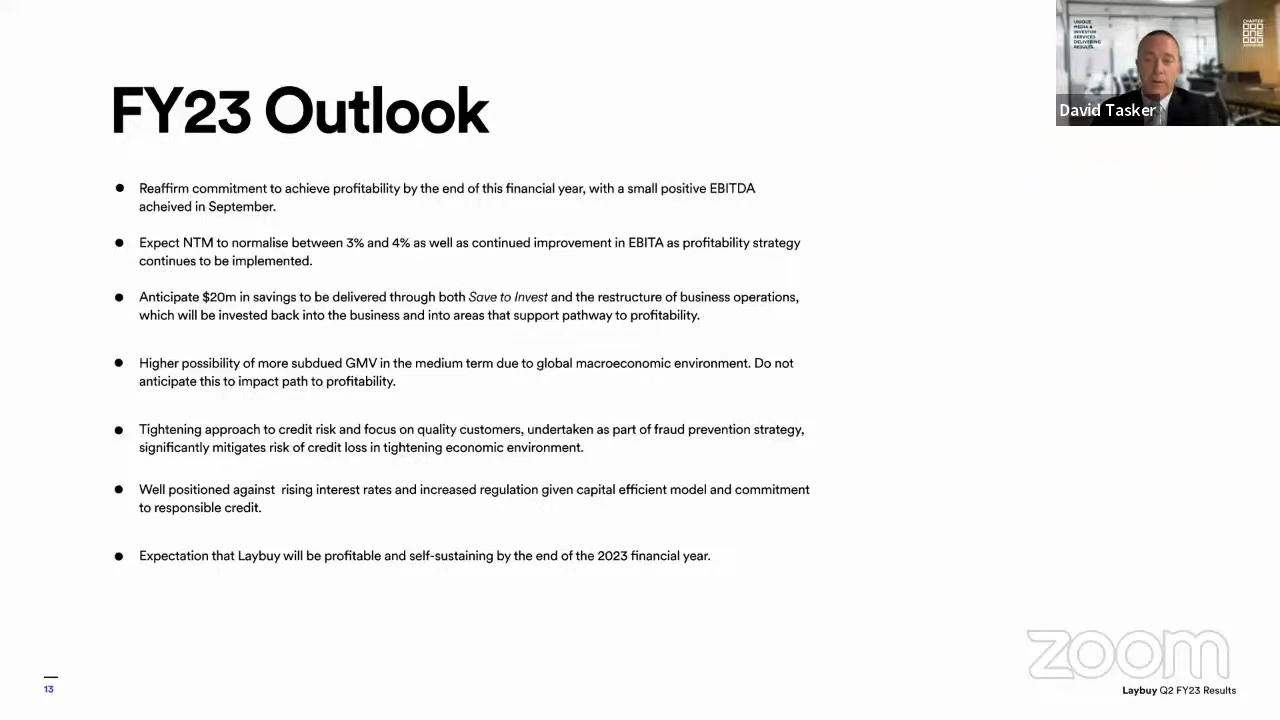 UNIQUE
MEDIA &
INVESTOR
SERVICES
DELIVERING
RESULTS.
CHAPTER
ONE
ADVISORS
David Tasker
FY23 Outlook
● Reaffirm commitment to achieve profitability by the end of this financial year, with a small positive EBITDA
acheived in September.
● Expect NTM to normalise between 3% and 4% as well as continued improvement in EBITA as profitability strategy
continues to be implemented.
● Anticipate $20m in savings to be delivered through both Save to Invest and the restructure of business operations,
which will be invested back into the business and into areas that support pathway to profitability.
● Higher possibility of more subdued GMV in the medium term due to global macroeconomic environment. Do not
anticipate this to impact path to profitability.
● Tightening approach to credit risk and focus on quality customers, undertaken as part of fraud prevention strategy,
significantly mitigates risk of credit loss in tightening economic environment.
● Well positioned against  rising interest rates and increased regulation given capital efficient model and commitment
to responsible credit.
● Expectation that Laybuy will be profitable and self-sustaining by the end of the 2023 financial year.
zoom
13
Laybuy Q2 FY23 Results